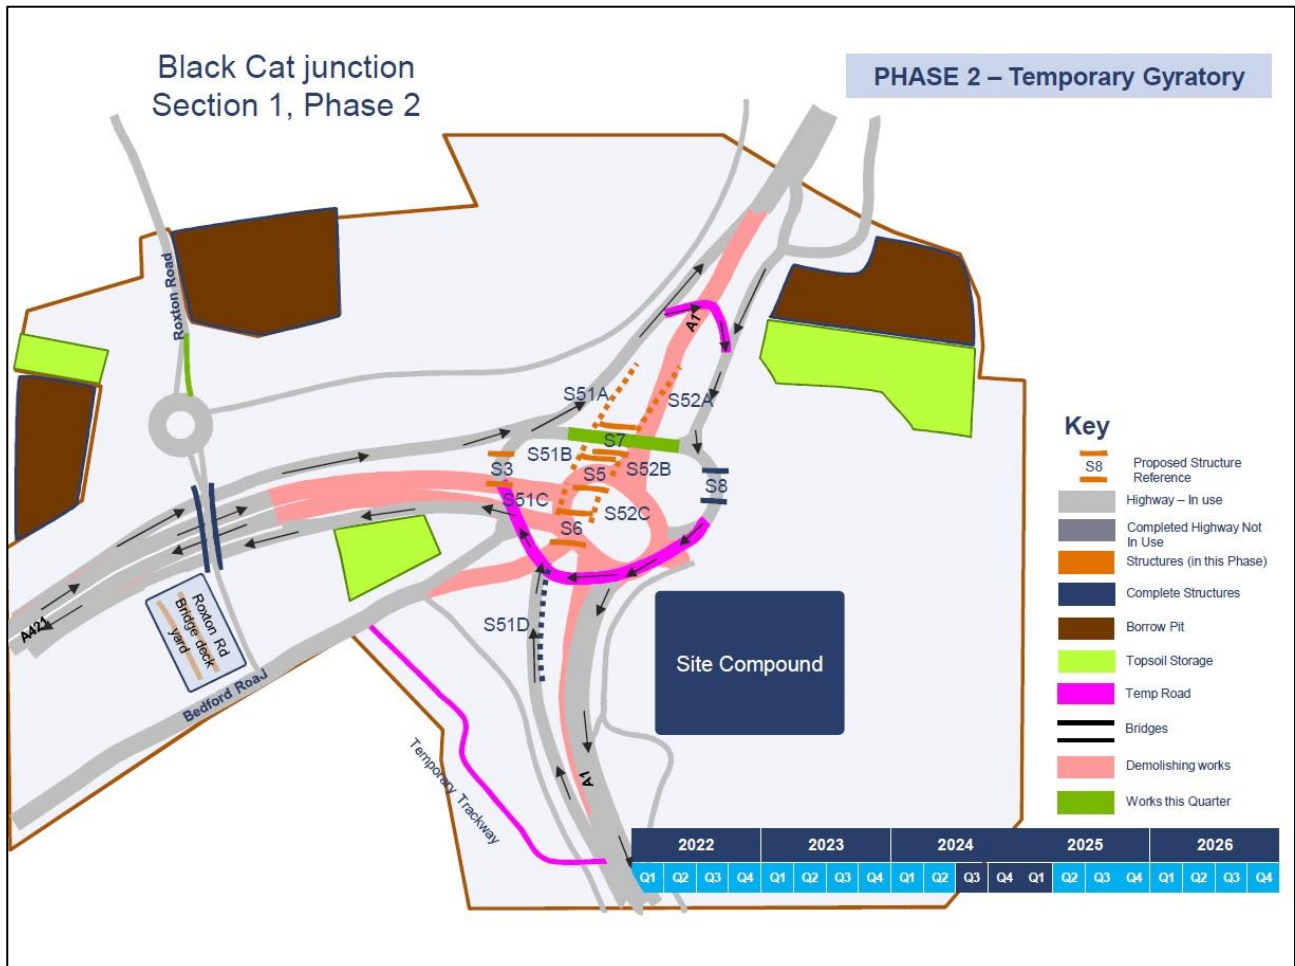 Black Cat junction
Section 1, Phase 2
PHASE 2 – Temporary Gyratory
Roxton Road
A1
S51A
S52A
S7
S51B
S52B
S3
S5
S8
S51C
S52C
S6
A421
Roxton Rd
Bridge deck
yard
S51D
Site Compound
Bedford Road
Temporary Trackway
A1
Key
S8
Proposed Structure
Reference
Highway – In use
Completed Highway Not
In Use
Structures (in this Phase)
Complete Structures
Borrow Pit
Topsoil Storage
Temp Road
Bridges
Demolishing works
Works this Quarter
2022 2023 2024 2025 2026
Q1 Q2 Q3 Q4 Q1 Q2 Q3 Q4 Q1 Q2 Q3 Q4 Q1 Q2 Q3 Q4 Q1 Q2 Q3 Q4